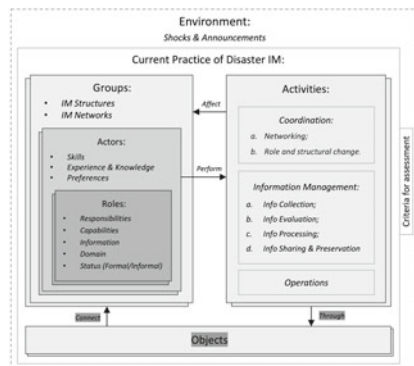 Environment:
Shocks & Announcements
Current Practice of Disaster IM:
Groups:
• IM Structures
• IM Networks
Actors:
• Skills
• Experience & Knowledge
• Preferences
Roles:
• Responsibilities
• Capabilities
• Information
• Domain
• Status (Formal/Informal)
Affect
Perform
Activities:
Coordination:
a. Networking;
b. Role and structural change.
Information Management:
a. Info Collection;
b. Info Evaluation;
c. Info Processing;
d. Info Sharing & Preservation
Operations
Criteria for assessment
Connect
Through
Objects